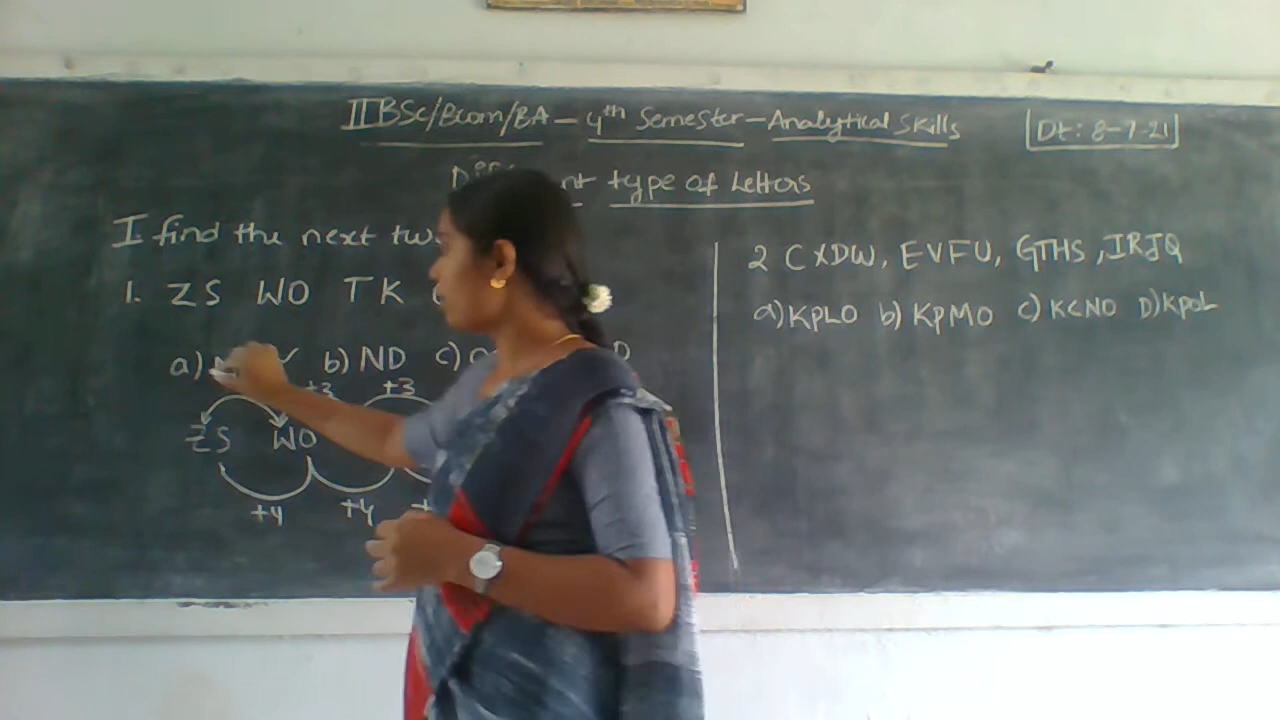 II BSc/Bcom/BA - 4th Semester - Analytical Skills
Dt: 8-7-21
type of Letters
I find the next
1. ZS WO TK
a) b) ND c)
+3 +3
ZS WO
+4 +4
2 CXDW, EVFU, GTHS, IRJQ
a) KPLO b) KPMO c) KCNO D) KPOL